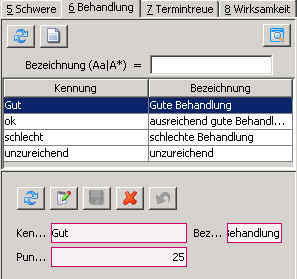 5 Schwere 6 Behandlung 7 Termintreue 8 Wirksamkeit
Bezeichnung (Aa|A*) =
Kennung Bezeichnung
Gut Gute Behandlung
ok ausreichend gute Behandl...
schlecht schlechte Behandlung
unzureichend unzureichend
Ken... Gut Bez... Behandlung
Pun... 25